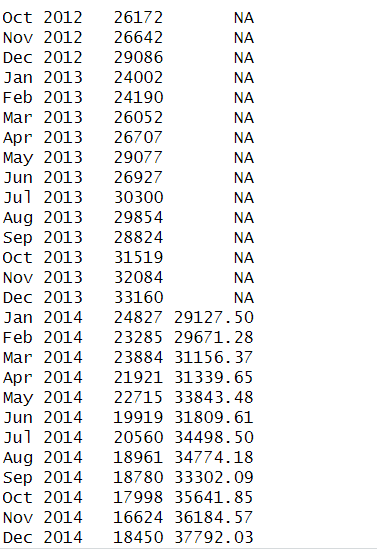 Oct 2012 26172 NA
Nov 2012 26642 NA
Dec 2012 29086 NA
Jan 2013 24002 NA
Feb 2013 24190 NA
Mar 2013 26052 NA
Apr 2013 26707 NA
May 2013 29077 NA
Jun 2013 26927 NA
Jul 2013 30300 NA
Aug 2013 29854 NA
Sep 2013 28824 NA
Oct 2013 31519 NA
Nov 2013 32084 NA
Dec 2013 33160 NA
Jan 2014 24827 29127.50
Feb 2014 23285 29671.28
Mar 2014 23884 31156.37
Apr 2014 21921 31339.65
May 2014 22715 33843.48
Jun 2014 19919 31809.61
Jul 2014 20560 34498.50
Aug 2014 18961 34774.18
Sep 2014 18780 33302.09
Oct 2014 17998 35641.85
Nov 2014 16624 36184.57
Dec 2014 18450 37792.03